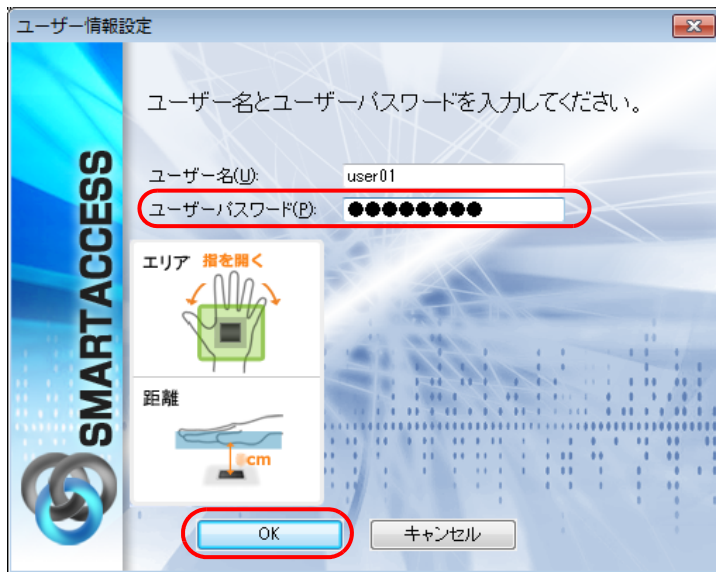 ユーザー情報設定
ユーザー名とユーザーパスワードを入力してください。
SMARTACCESS
ユーザー名(U):
user01
ユーザーパスワード(P):
●●●●●●●●
エリア 指を開く
距離
cm
OK
キャンセル